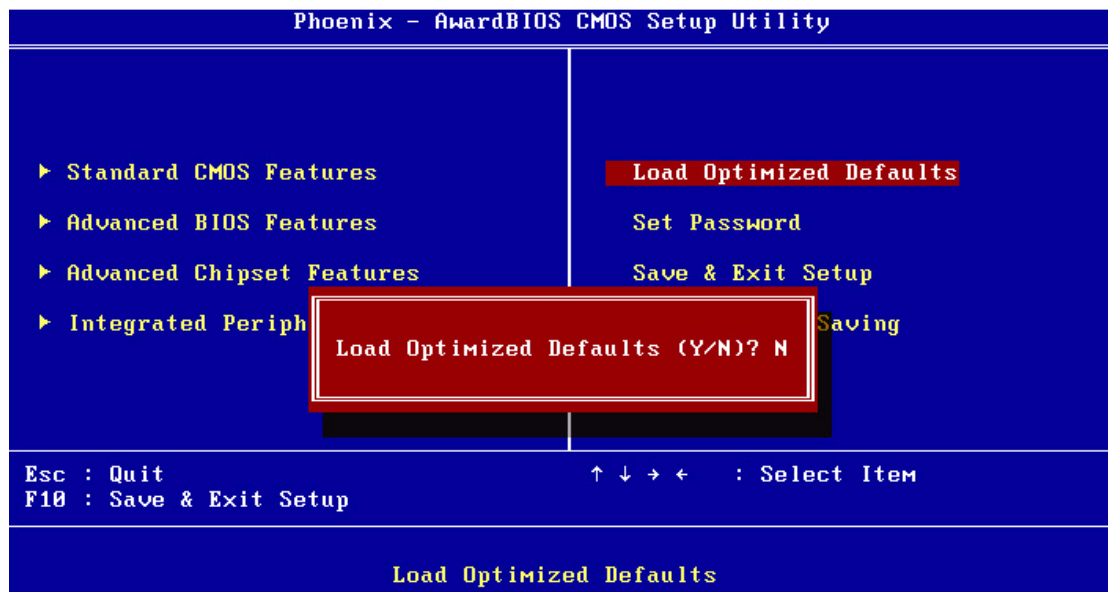 Phoenix - AwardBIOS CMOS Setup Utility
▶ Standard CMOS Features
▶ Advanced BIOS Features
▶ Advanced Chipset Features
▶ Integrated Periph
Load Optimized Defaults
Set Password
Save & Exit Setup
Saving
Load Optimized Defaults (Y/N)? N
Esc : Quit
F10 : Save & Exit Setup
↑ ↓ → ← : Select Item
Load Optimized Defaults